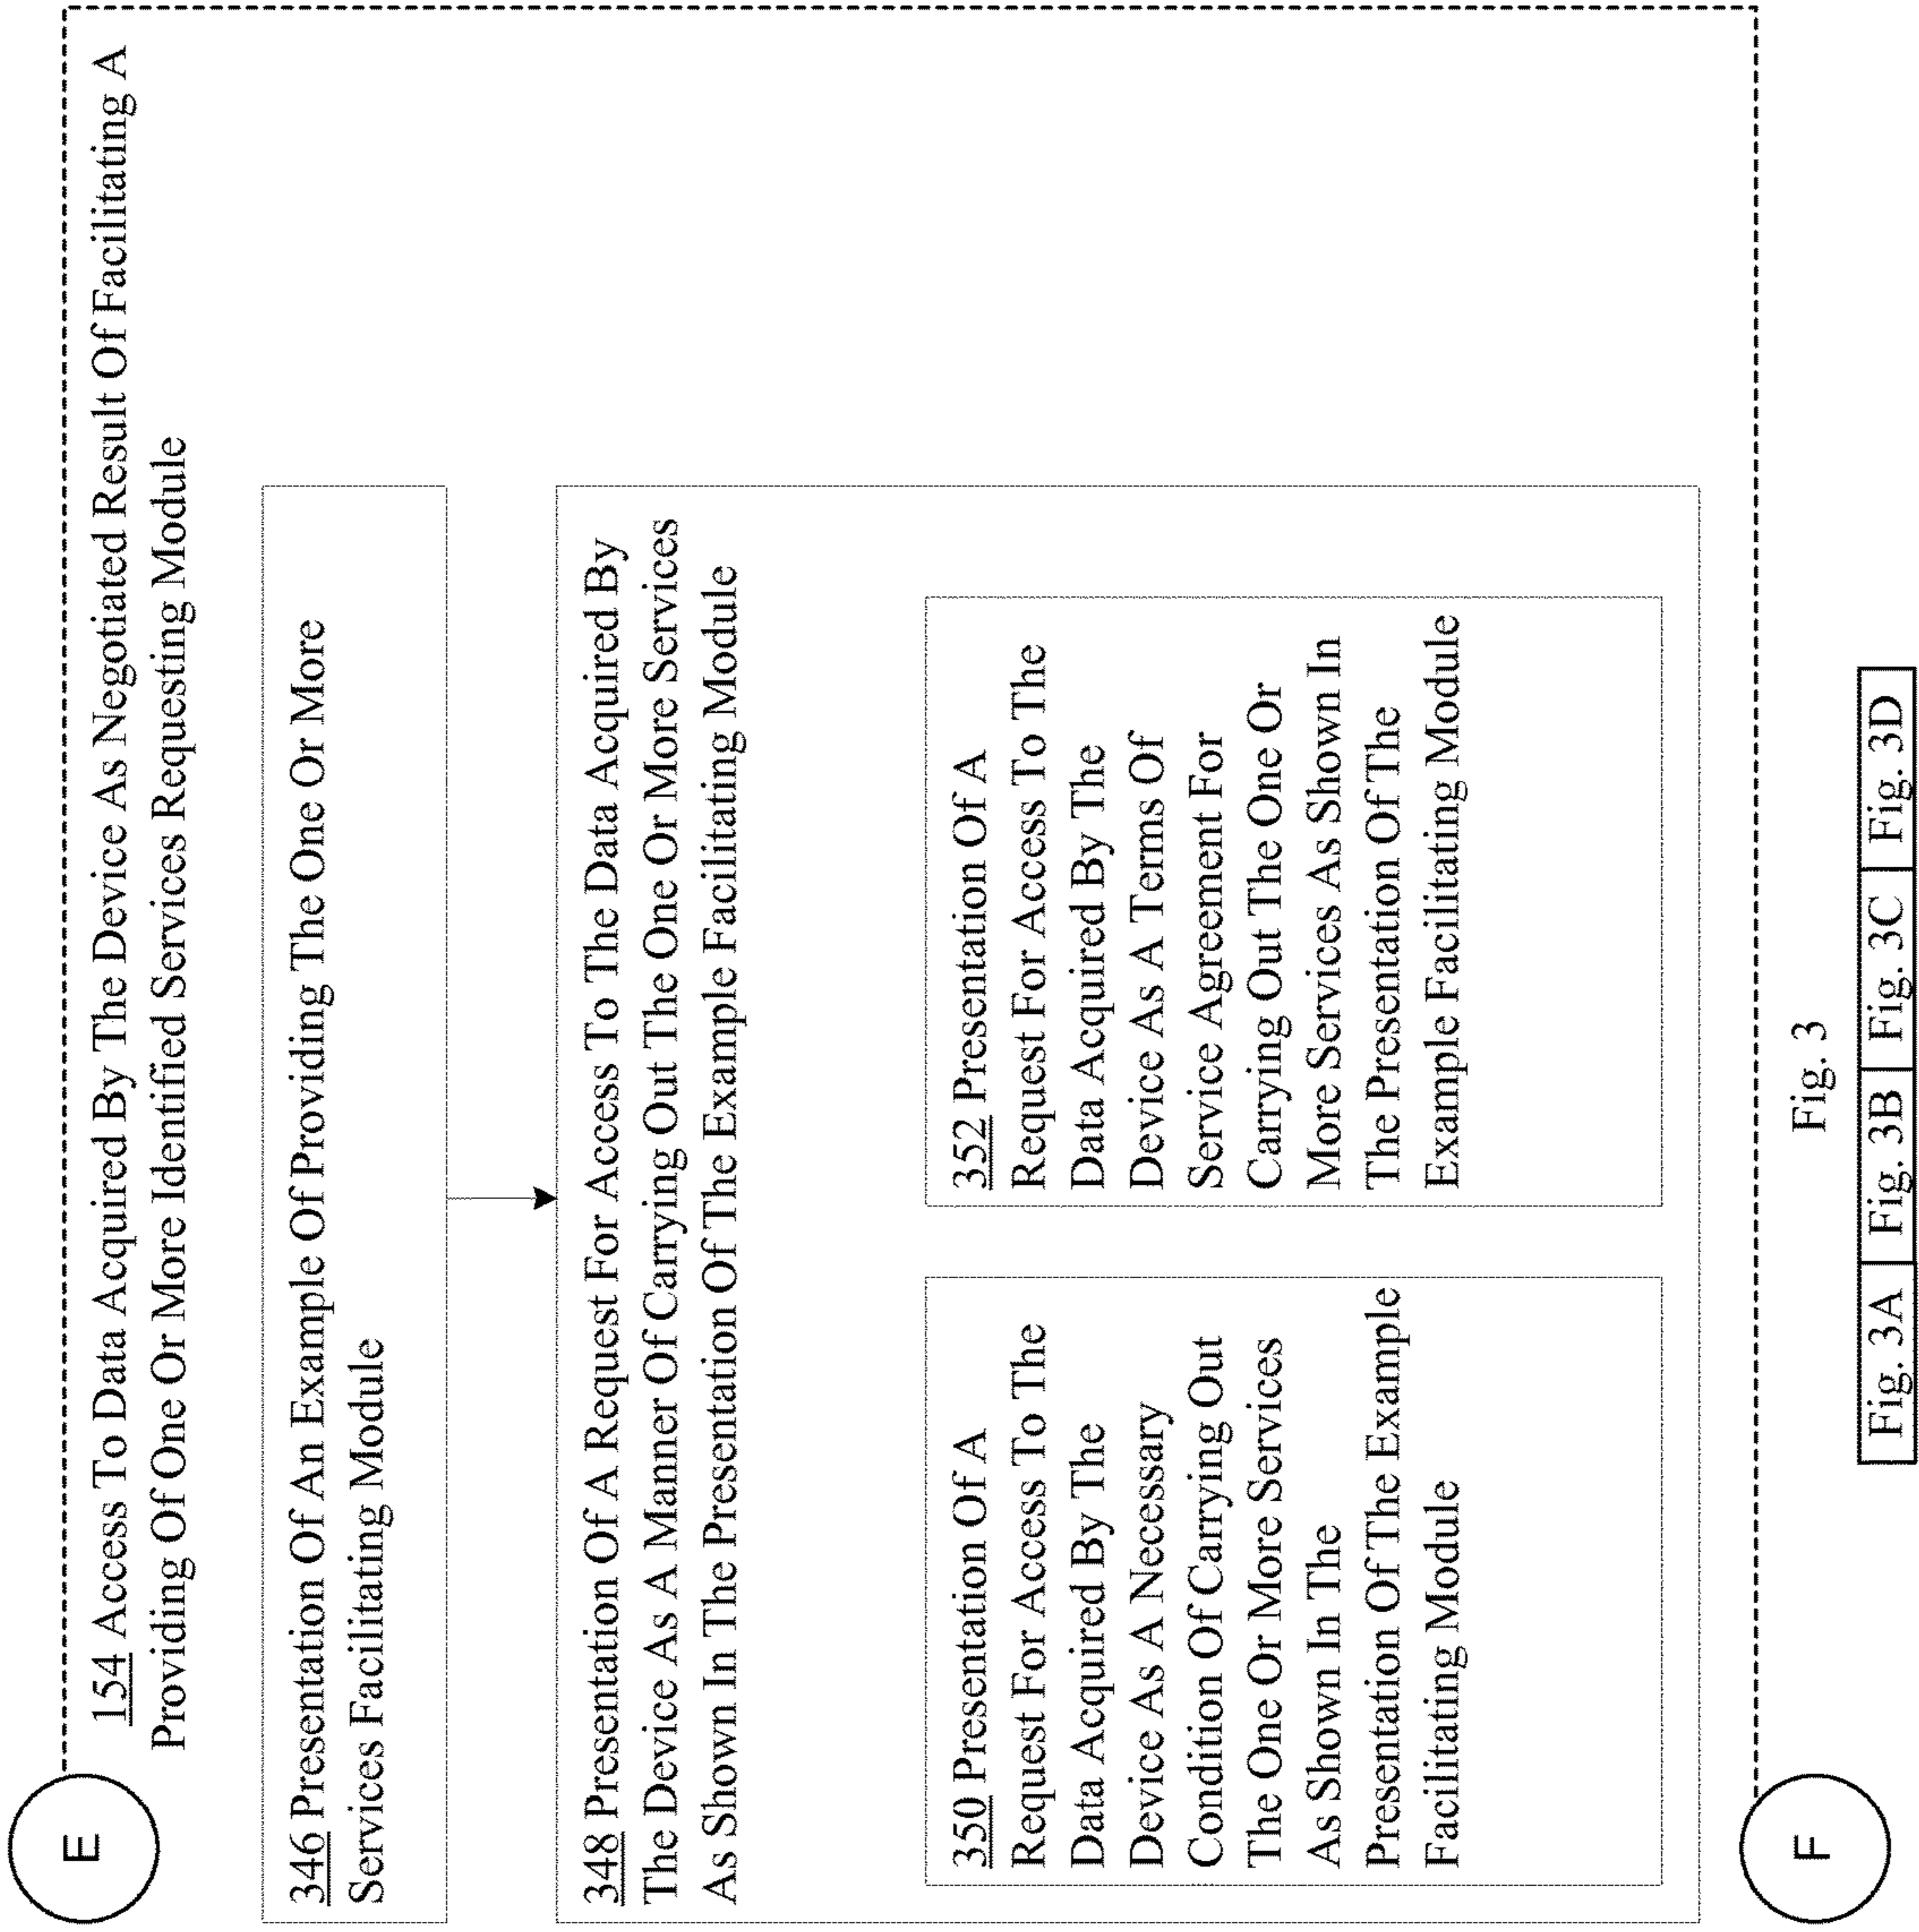 E
154 Access To Data Acquired By The Device As Negotiated Result Of Facilitating A
Providing Of One Or More Identified Services Requesting Module
346 Presentation Of An Example Of Providing The One Or More
Services Facilitating Module
348 Presentation Of A Request For Access To The Data Acquired By
The Device As A Manner Of Carrying Out The One Or More Services
As Shown In The Presentation Of The Example Facilitating Module
350 Presentation Of A
Request For Access To The
Data Acquired By The
Device As A Necessary
Condition Of Carrying Out
The One Or More Services
As Shown In The
Presentation Of The Example
Facilitating Module
352 Presentation Of A
Request For Access To The
Data Acquired By The
Device As A Terms Of
Service Agreement For
Carrying Out The One Or
More Services As Shown In
The Presentation Of The
Example Facilitating Module
F
Fig. 3
Fig. 3A Fig. 3B Fig. 3C Fig. 3D